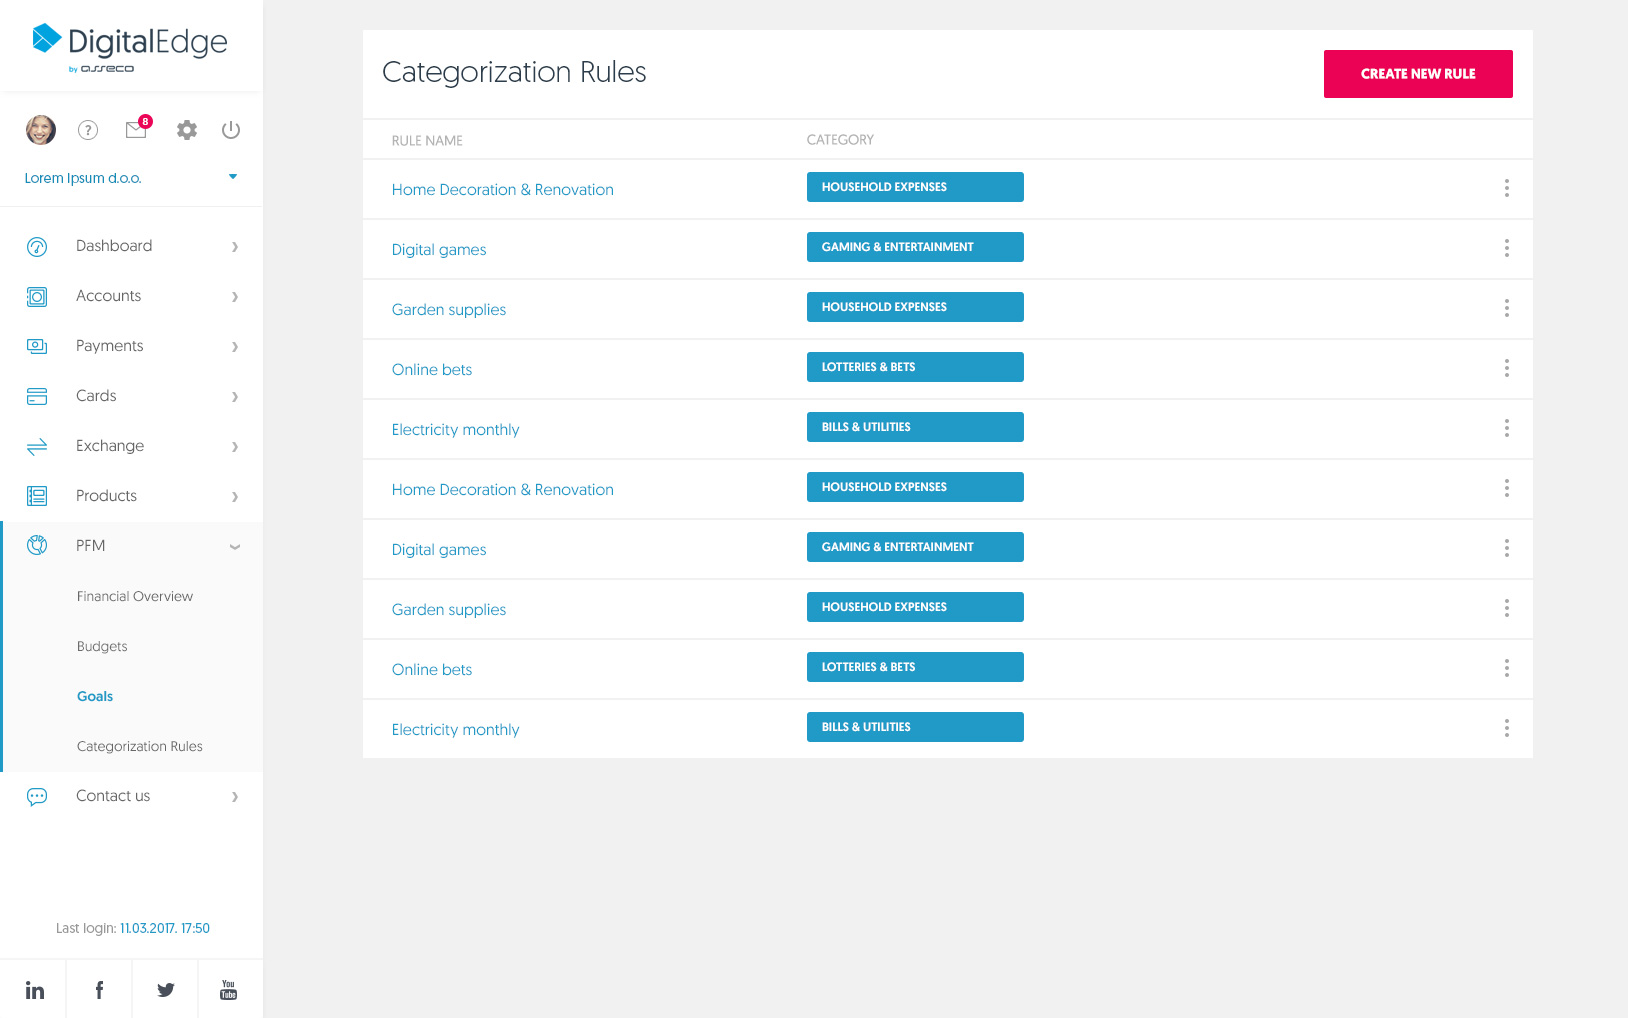 DigitalEdge
by asseco
?
8
Lorem Ipsum d.o.o.
Dashboard
Accounts
Payments
Cards
Exchange
Products
PFM
Financial Overview
Budgets
Goals
Categorization Rules
Contact us
Last login: 11.03.2017. 17:50
in
f
You
Tube
Categorization Rules
CREATE NEW RULE
RULE NAME
CATEGORY
Home Decoration & Renovation
HOUSEHOLD EXPENSES
Digital games
GAMING & ENTERTAINMENT
Garden supplies
HOUSEHOLD EXPENSES
Online bets
LOTTERIES & BETS
Electricity monthly
BILLS & UTILITIES
Home Decoration & Renovation
HOUSEHOLD EXPENSES
Digital games
GAMING & ENTERTAINMENT
Garden supplies
HOUSEHOLD EXPENSES
Online bets
LOTTERIES & BETS
Electricity monthly
BILLS & UTILITIES